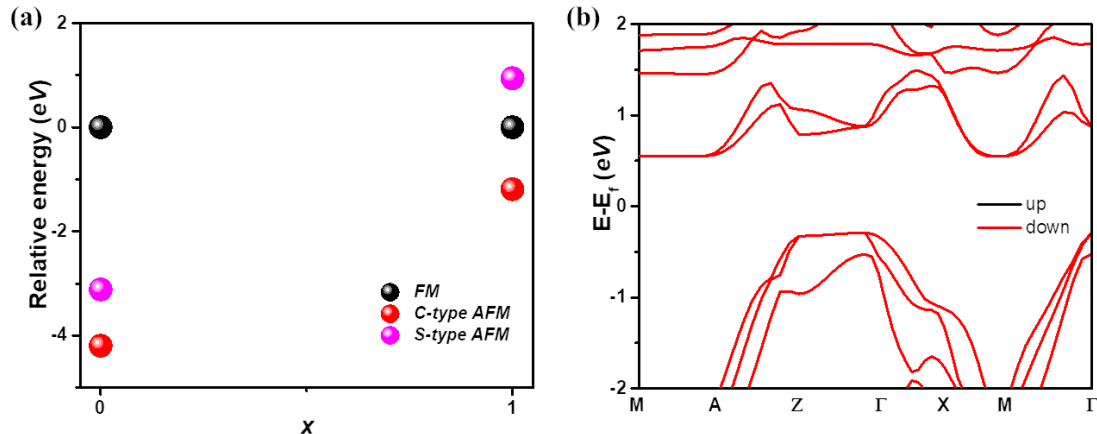 (a)
2
0
-2
-4
Relative energy (eV)
FM
C-type AFM
S-type AFM
0
1
x
(b)
2
1
0
-1
-2
E-E_f (eV)
up
down
M A Z Γ X M Γ